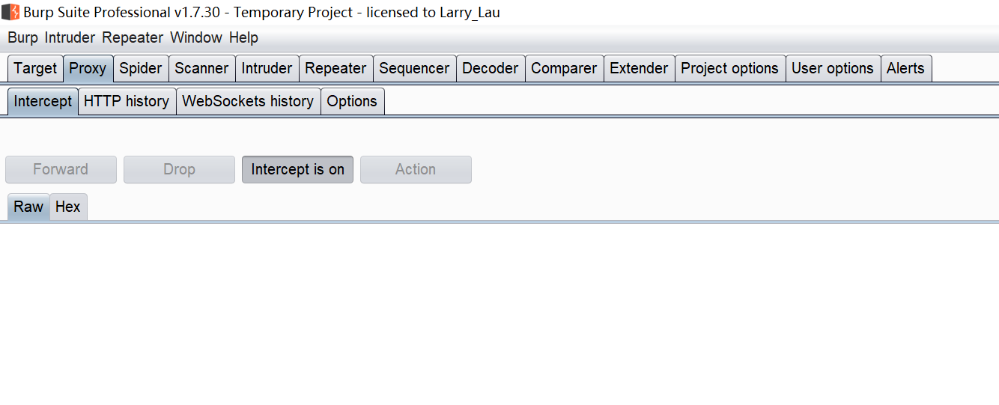 Burp Suite Professional v1.7.30 - Temporary Project - licensed to Larry_Lau
Burp Intruder Repeater Window Help
Target Proxy Spider Scanner Intruder Repeater Sequencer Decoder Comparer Extender Project options User options Alerts
Intercept HTTP history WebSockets history Options
Forward Drop Intercept is on Action
Raw Hex